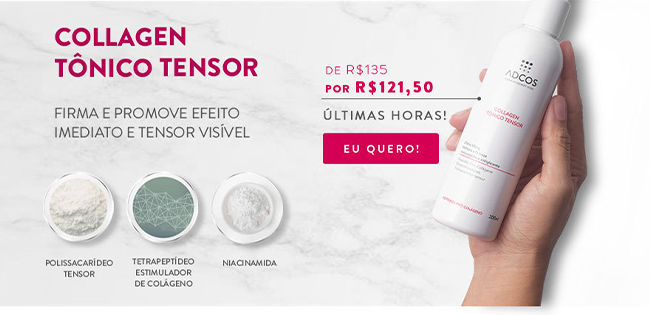 COLLAGEN
TÔNICO TENSOR
FIRMA E PROMOVE EFEITO
IMEDIATO E TENSOR VISÍVEL
POLISSACARÍDEO
TENSOR
TETRAPEPTÍDEO
ESTIMULADOR
DE COLÁGENO
NIACINAMIDA
DE R$135
POR R$121,50
ÚLTIMAS HORAS!
EU QUERO!
ADCOS
COLLAGEN
TÔNICO TENSOR